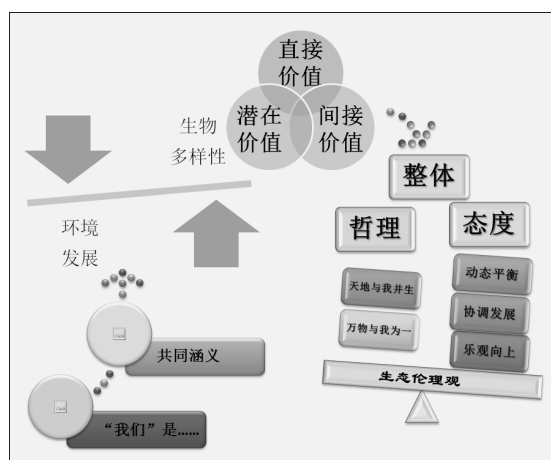 直接
价值
潜在
价值
间接
价值
生物
多样性
环境
发展
整体
哲理
态度
天地与我并生
万物与我为一
动态平衡
协调发展
乐观向上
生态伦理观
共同涵义
“我们”是……